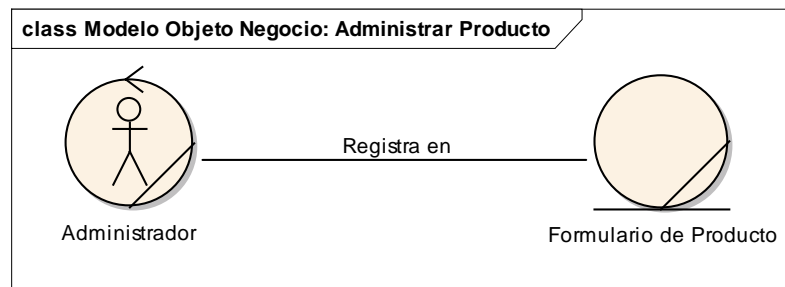 class Modelo Objeto Negocio: Administrar Producto
Registra en
Administrador
Formulario de Producto